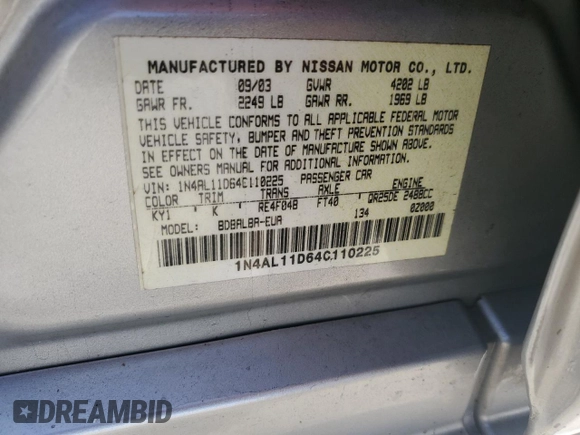 MANUFACTURED BY NISSAN MOTOR CO., LTD.
DATE 09/03 GVWR 4202 LB
GAWR FR. 2249 LB GAWR RR. 1969 LB
THIS VEHICLE CONFORMS TO ALL APPLICABLE FEDERAL MOTOR
VEHICLE SAFETY, BUMPER AND THEFT PREVENTION STANDARDS
IN EFFECT ON THE DATE OF MANUFACTURE SHOWN ABOVE.
SEE OWNERS MANUAL FOR ADDITIONAL INFORMATION.
VIN: 1N4AL11D64C110225 PASSENGER CAR
COLOR TRIM TRANS AXLE ENGINE
KY1 K RE4F04B FT40 QR25DE 2488CC
MODEL: BDBALBA-EUA 134 0Z000
1N4AL11D64C110225
DREAMBID